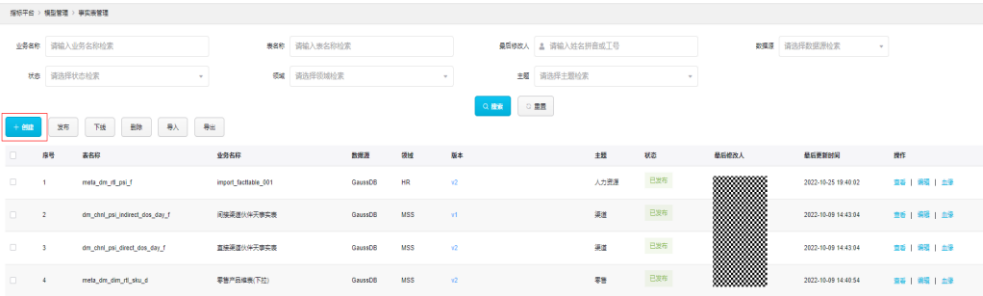 指标平台 > 模型管理 > 事实表管理
业务名称 请输入业务名称检索 表名称 请输入表名称检索 最后修改人 请输入姓名拼音或工号 数据源 请选择数据源检索
状态 请选择状态检索 领域 请选择领域检索 主题 请选择主题检索
搜索 重置
+ 创建 发布 下线 删除 导入 导出
序号 表名称 业务名称 数据源 领域 版本 主题 状态 最后修改人 最后更新时间 操作
1 meta_dm_rtl_psi_f import_facttable_001 GaussDB HR v2 人力资源 已发布 2022-10-25 19:40:02 查看 | 编辑 | 血缘
2 dm_chnl_psi_indirect_dos_day_f 间接渠道伙伴天事实表 GaussDB MSS v1 渠道 已发布 2022-10-09 14:43:04 查看 | 编辑 | 血缘
3 dm_chnl_psi_direct_dos_day_f 直接渠道伙伴天事实表 GaussDB MSS v2 渠道 已发布 2022-10-09 14:43:04 查看 | 编辑 | 血缘
4 meta_dm_dim_rtl_sku_d 零售产品维表(下拉) GaussDB MSS v2 零售 已发布 2022-10-09 14:40:54 查看 | 编辑 | 血缘